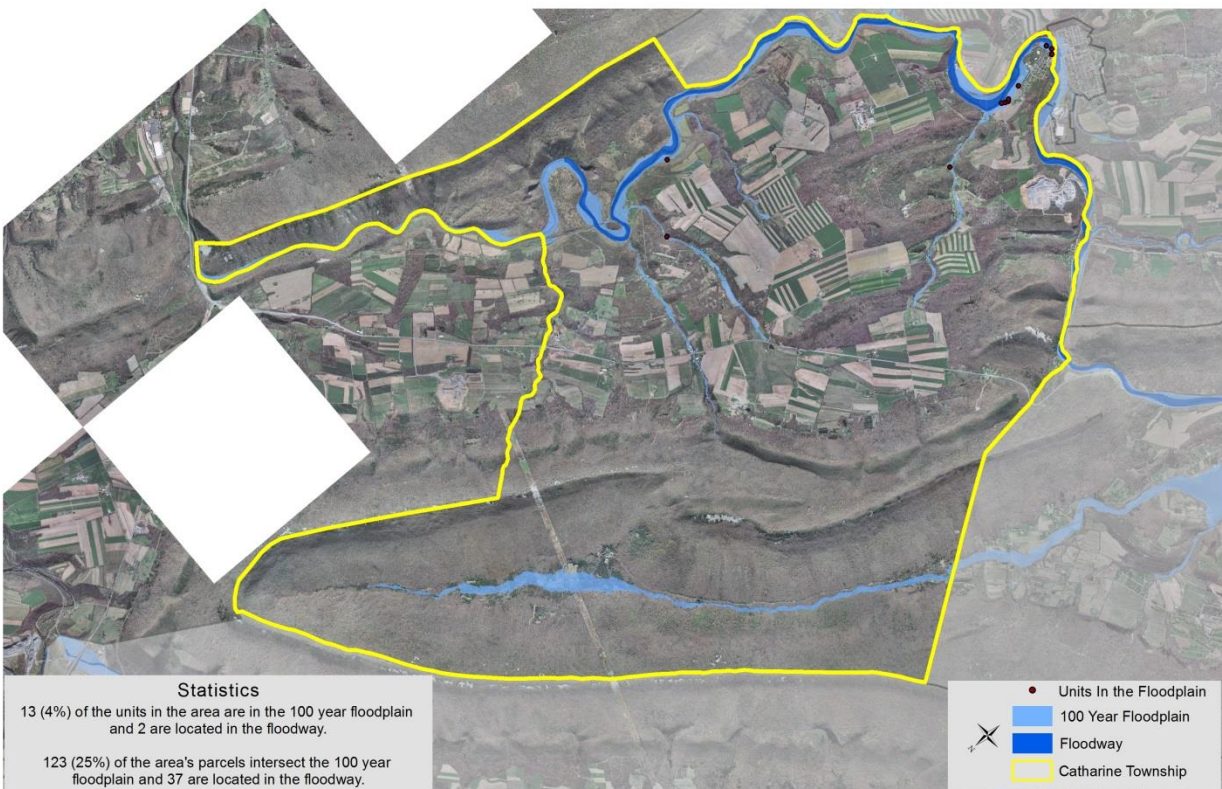 Statistics
13 (4%) of the units in the area are in the 100 year floodplain
and 2 are located in the floodway.
123 (25%) of the area's parcels intersect the 100 year
floodplain and 37 are located in the floodway.
Units In the Floodplain
100 Year Floodplain
Floodway
Catharine Township
N